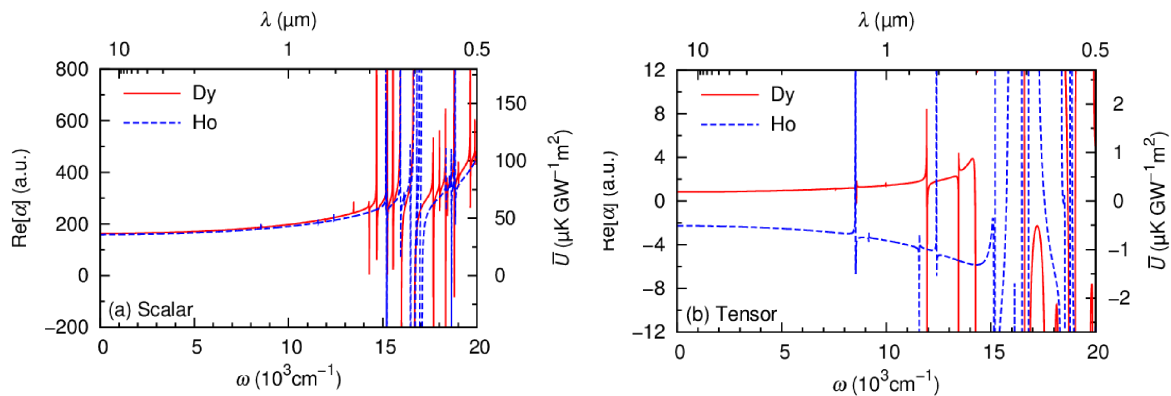 λ (μm)
10 1 0.5
800
600
400
200
0
−200
Re[α] (a.u.)
Dy
Ho
(a) Scalar
150
100
50
0
U̅ (μK GW⁻¹m²)
0 5 10 15 20
ω (10³cm⁻¹)
λ (μm)
10 1 0.5
12
8
4
0
−4
−8
−12
Re[α] (a.u.)
Dy
Ho
(b) Tensor
2
1
0
−1
−2
U̅ (μK GW⁻¹m²)
0 5 10 15 20
ω (10³cm⁻¹)